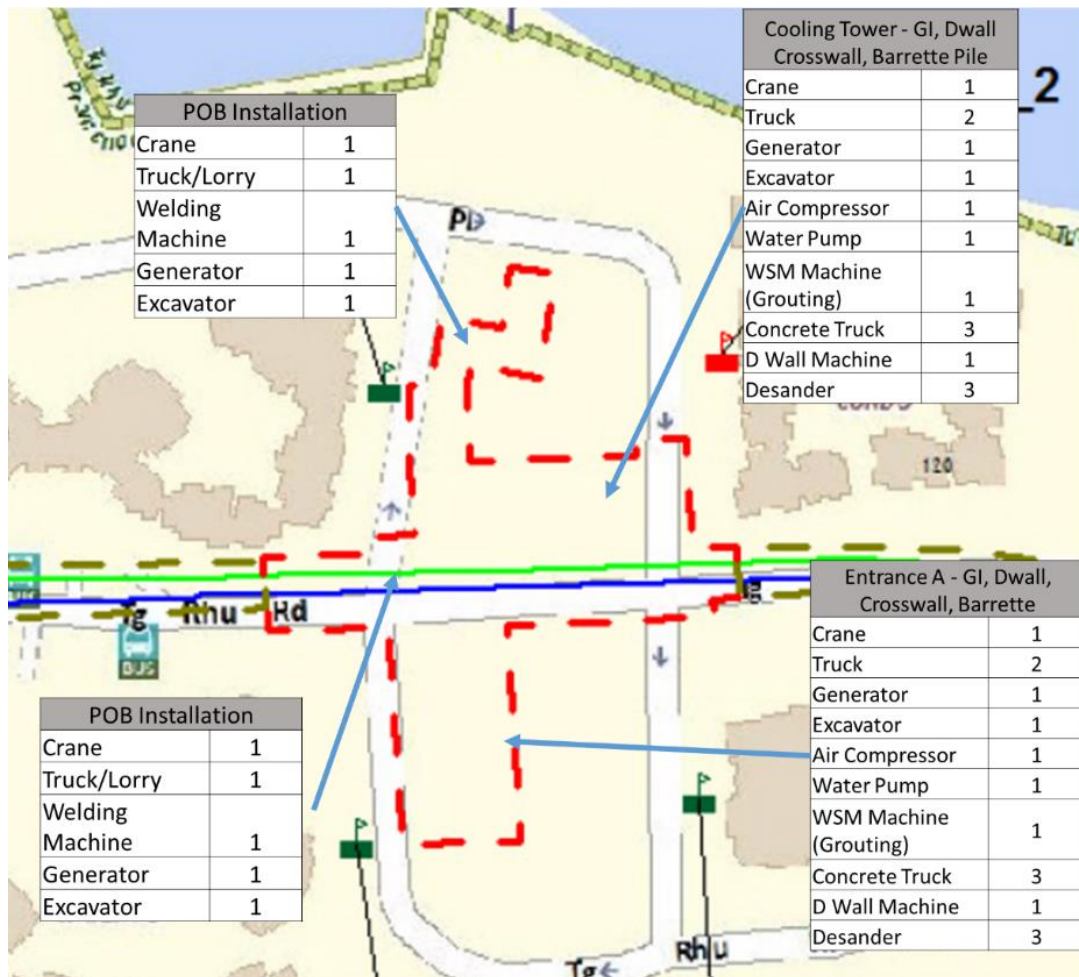 Cooling Tower - GI, Dwall
Crosswall, Barrette Pile
Crane 1
Truck 2
Generator 1
Excavator 1
Air Compressor 1
Water Pump 1
WSM Machine
(Grouting) 1
Concrete Truck 3
D Wall Machine 1
Desander 3
_2
POB Installation
Crane 1
Truck/Lorry 1
Welding
Machine 1
Generator 1
Excavator 1
120
Tg Rhu Rd
BUS
Entrance A - GI, Dwall,
Crosswall, Barrette
Crane 1
Truck 2
Generator 1
Excavator 1
Air Compressor 1
Water Pump 1
WSM Machine
(Grouting) 1
Concrete Truck 3
D Wall Machine 1
Desander 3
POB Installation
Crane 1
Truck/Lorry 1
Welding
Machine 1
Generator 1
Excavator 1
Tg
Rhu